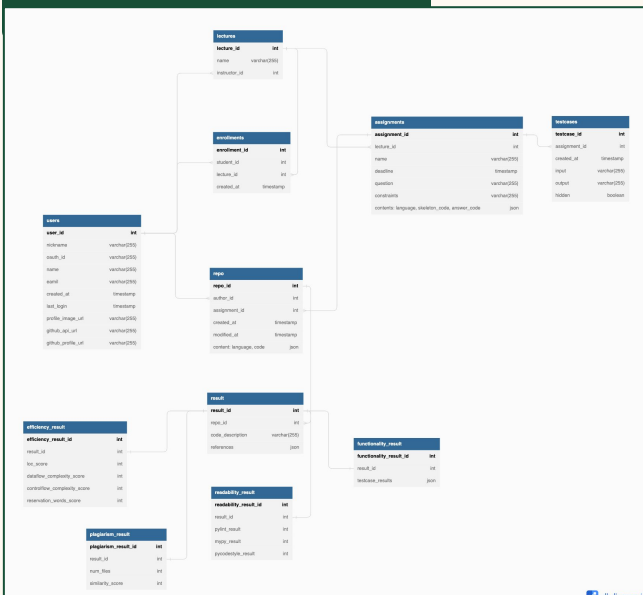 lectures
lecture_id int
name varchar(255)
instructor_id int
enrollments
enrollment_id int
student_id int
lecture_id int
created_at timestamp
assignments
assignment_id int
lecture_id int
name varchar(255)
deadline timestamp
question varchar(255)
constraints varchar(255)
contents: language, skeleton_code, answer_code json
testcases
testcase_id int
assignment_id int
created_id timestamp
input varchar(255)
output varchar(255)
hidden boolean
users
user_id int
nickname varchar(255)
oauth_id varchar(255)
name varchar(255)
eamil varchar(255)
created_at timestamp
last_login timestamp
profile_image_url varchar(255)
github_api_url varchar(255)
github_profile_url varchar(255)
repo
repo_id int
author_id int
assignment_id int
created_at timestamp
modified_at timestamp
content: language, code json
result
result_id int
repo_id int
code_description varchar(255)
references json
efficiency_result
efficiency_result_id int
result_id int
loc_score int
dataflow_complexity_score int
controlflow_complexity_score int
reservation_words_score int
functionality_result
functionality_result_id int
result_id int
testcase_results json
readability_result
readability_result_id int
result_id int
pylint_result int
mypy_result int
pycodestyle_result int
plagiarism_result
plagiarism_result_id int
result_id int
num_files int
similarity_score int